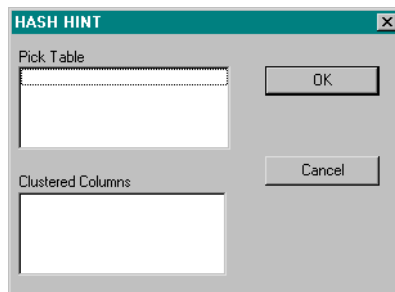 HASH HINT
Pick Table
OK
Cancel
Clustered Columns